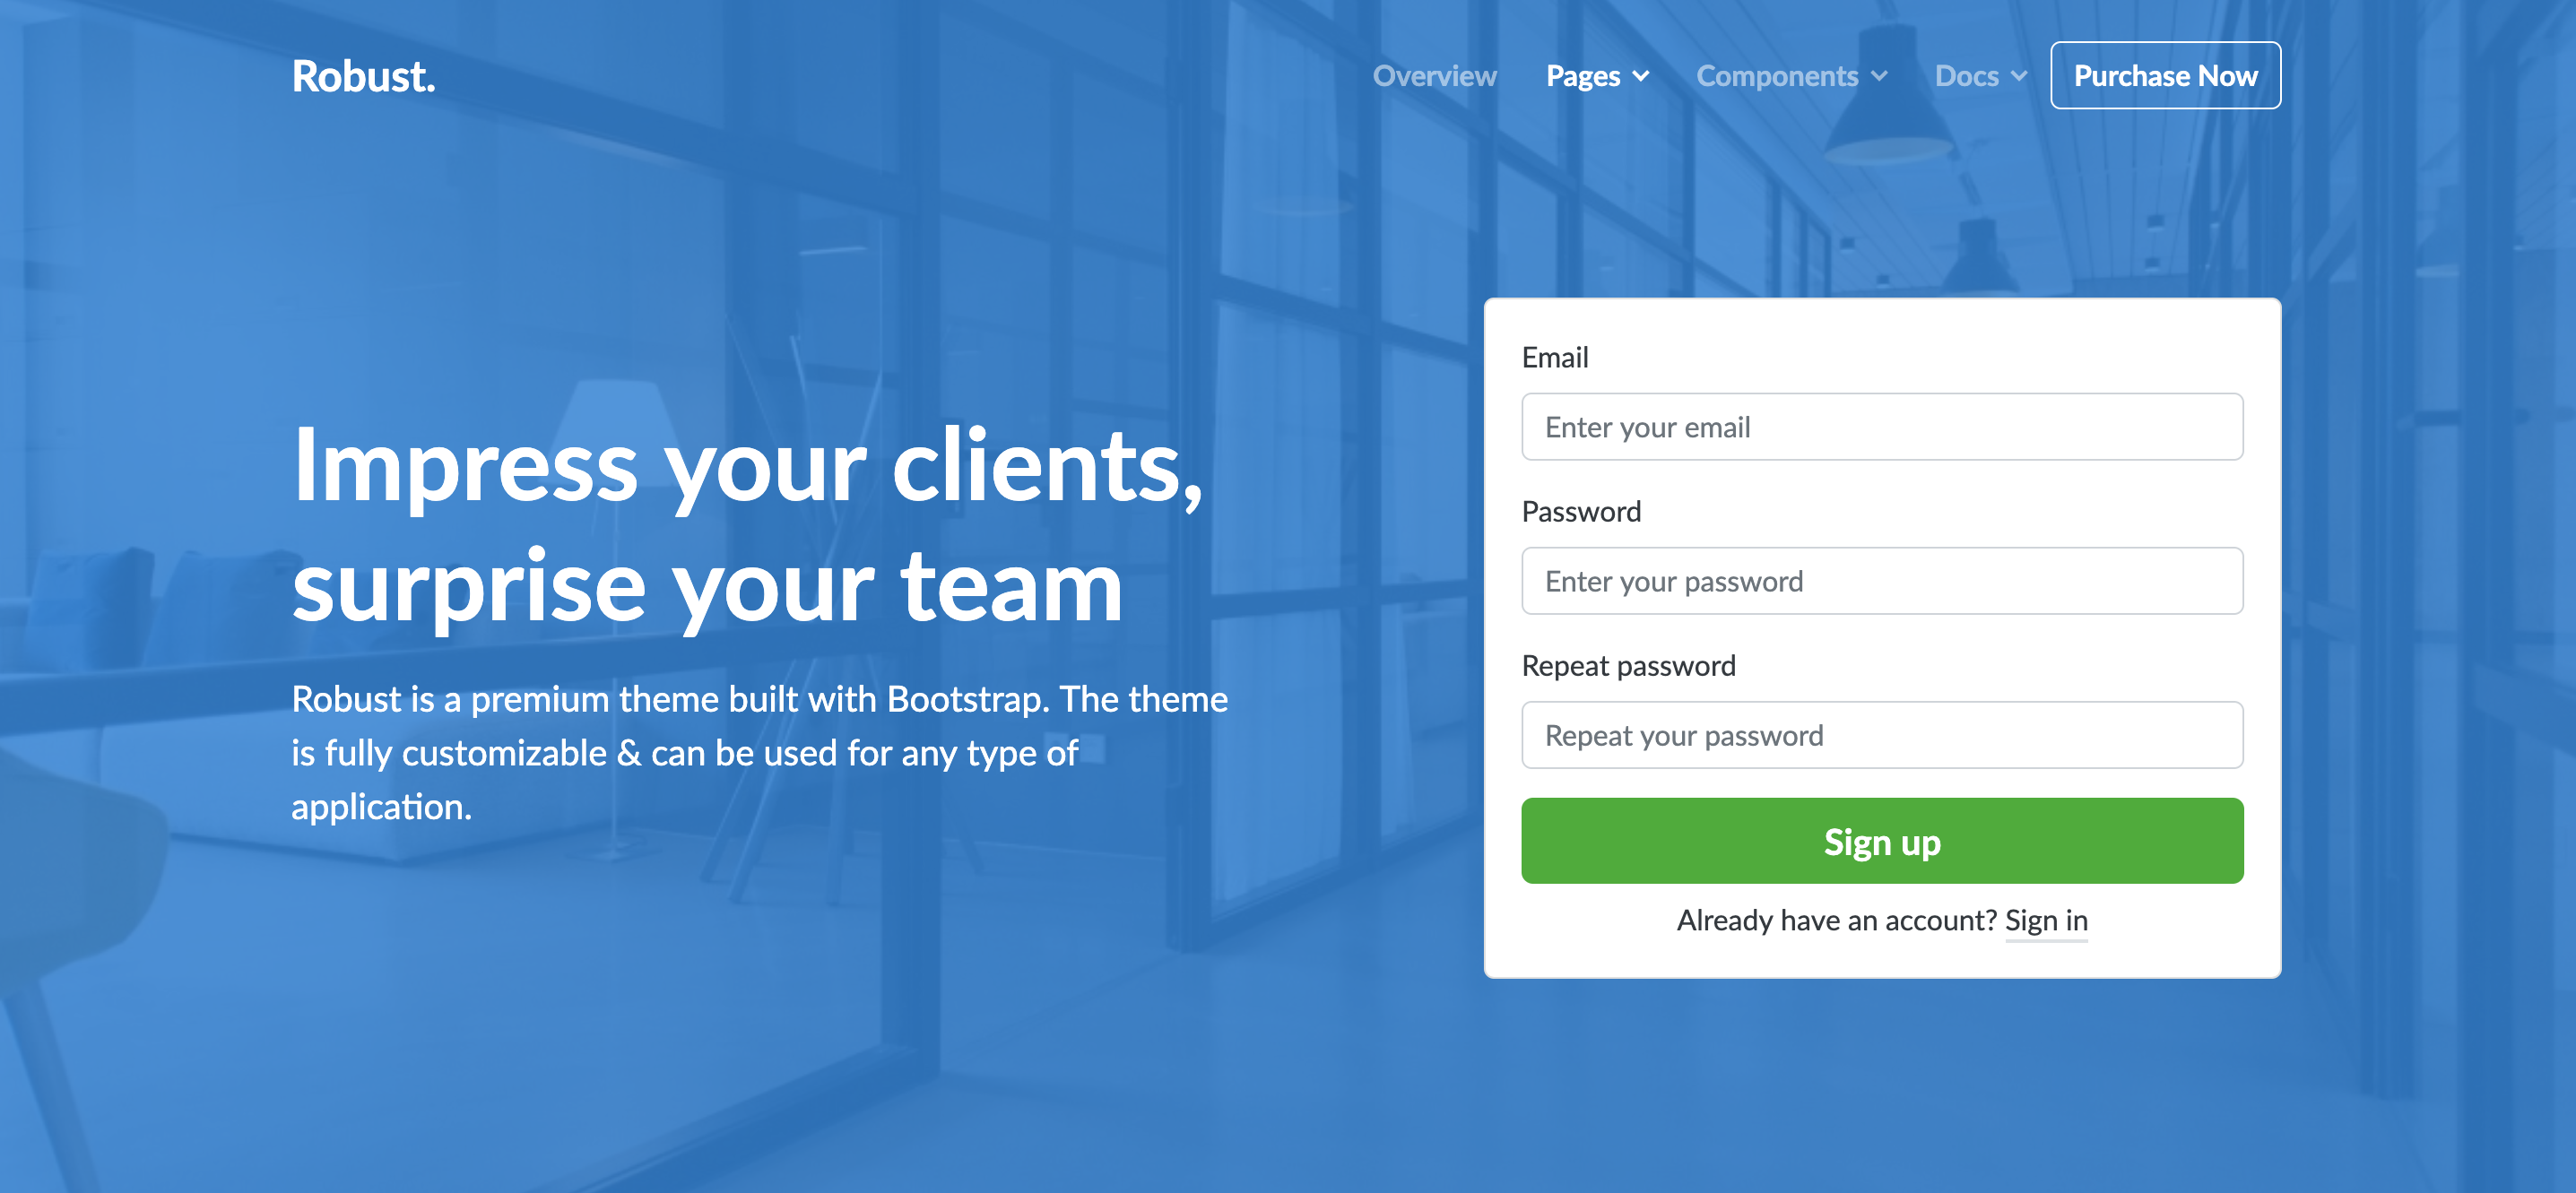 Robust.
Overview Pages Components Docs Purchase Now
Impress your clients,
surprise your team
Robust is a premium theme built with Bootstrap. The theme
is fully customizable & can be used for any type of
application.
Email
Enter your email
Password
Enter your password
Repeat password
Repeat your password
Sign up
Already have an account? Sign in